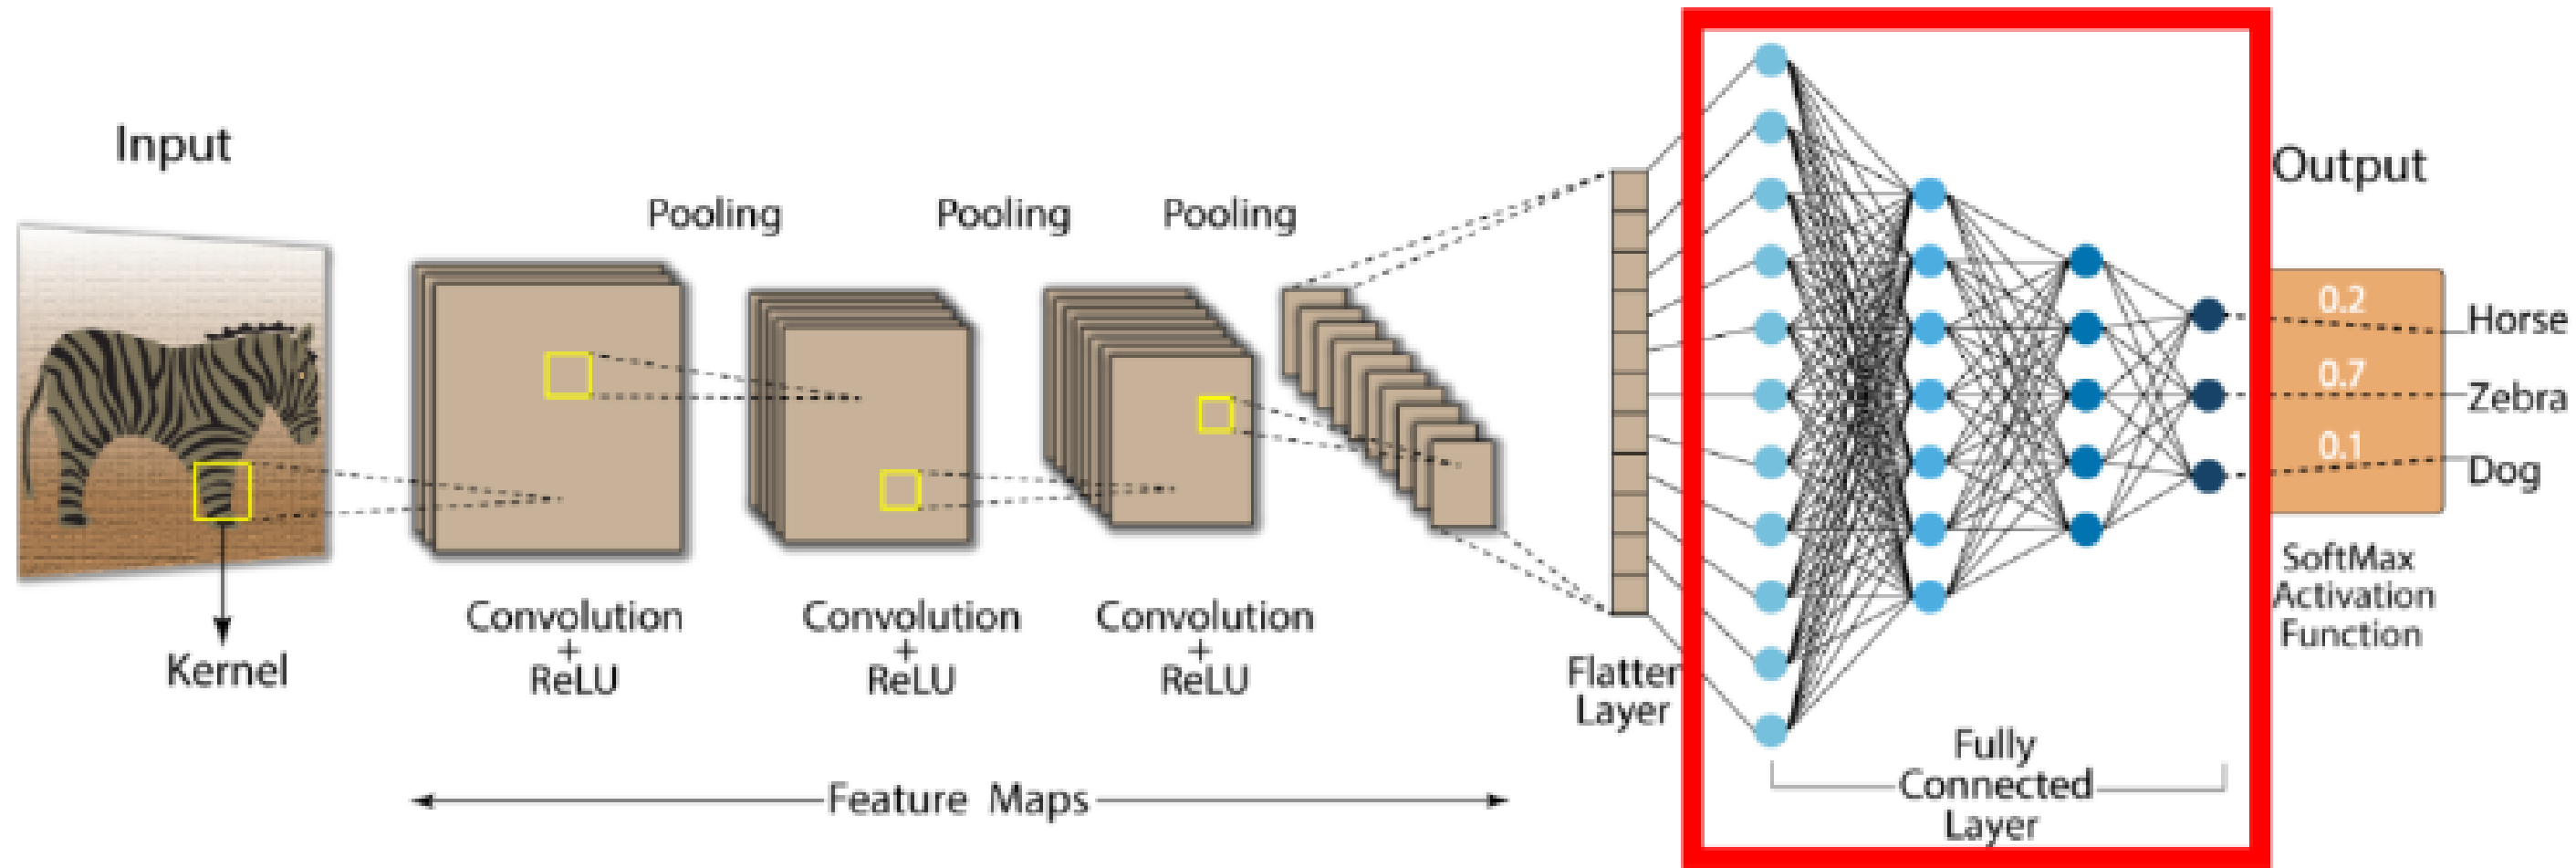 Input
Kernel
Pooling
Pooling
Pooling
Convolution
+
ReLU
Convolution
+
ReLU
Convolution
+
ReLU
Feature Maps
Flatter
Layer
Fully
Connected
Layer
Output
0.2
Horse
0.7
Zebra
0.1
Dog
SoftMax
Activation
Function